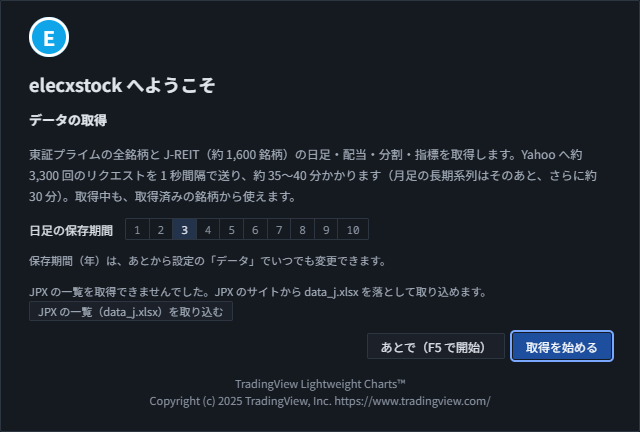 E
elecxstock へようこそ
データの取得
東証プライムの全銘柄と J-REIT（約 1,600 銘柄）の日足・配当・分割・指標を取得します。Yahoo へ約
3,300 回のリクエストを 1 秒間隔で送り、約 35〜40 分かかります（月足の長期系列はそのあと、さらに約
30 分）。取得中も、取得済みの銘柄から使えます。
日足の保存期間 1 2 3 4 5 6 7 8 9 10
保存期間（年）は、あとから設定の「データ」でいつでも変更できます。
JPX の一覧を取得できませんでした。JPX のサイトから data_j.xlsx を落として取り込めます。
JPX の一覧（data_j.xlsx）を取り込む
あとで（F5 で開始） 取得を始める
TradingView Lightweight Charts™
Copyright (c) 2025 TradingView, Inc. https://www.tradingview.com/